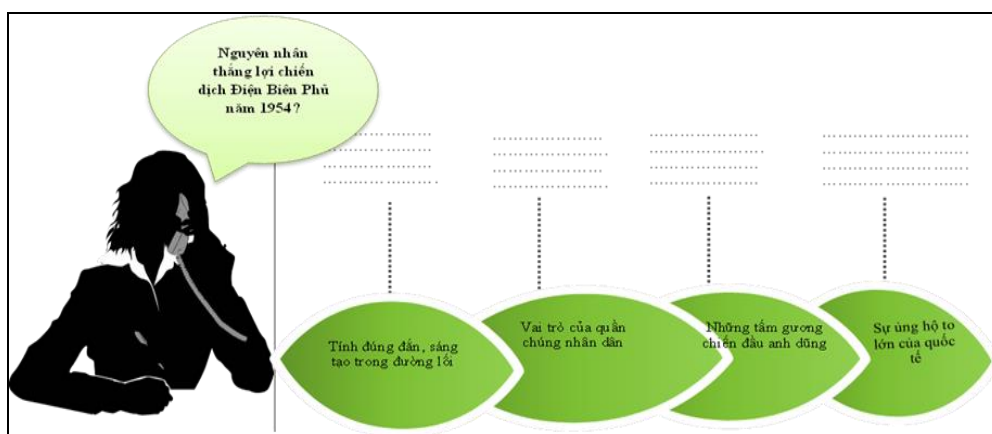 Nguyên nhân
thắng lợi chiến
dịch Điện Biên Phủ
năm 1954?
Tính đúng đắn, sáng
tạo trong đường lối
Vai trò của quần
chúng nhân dân
Những tấm gương
chiến đấu anh dũng
Sự ủng hộ to
lớn của quốc
tế